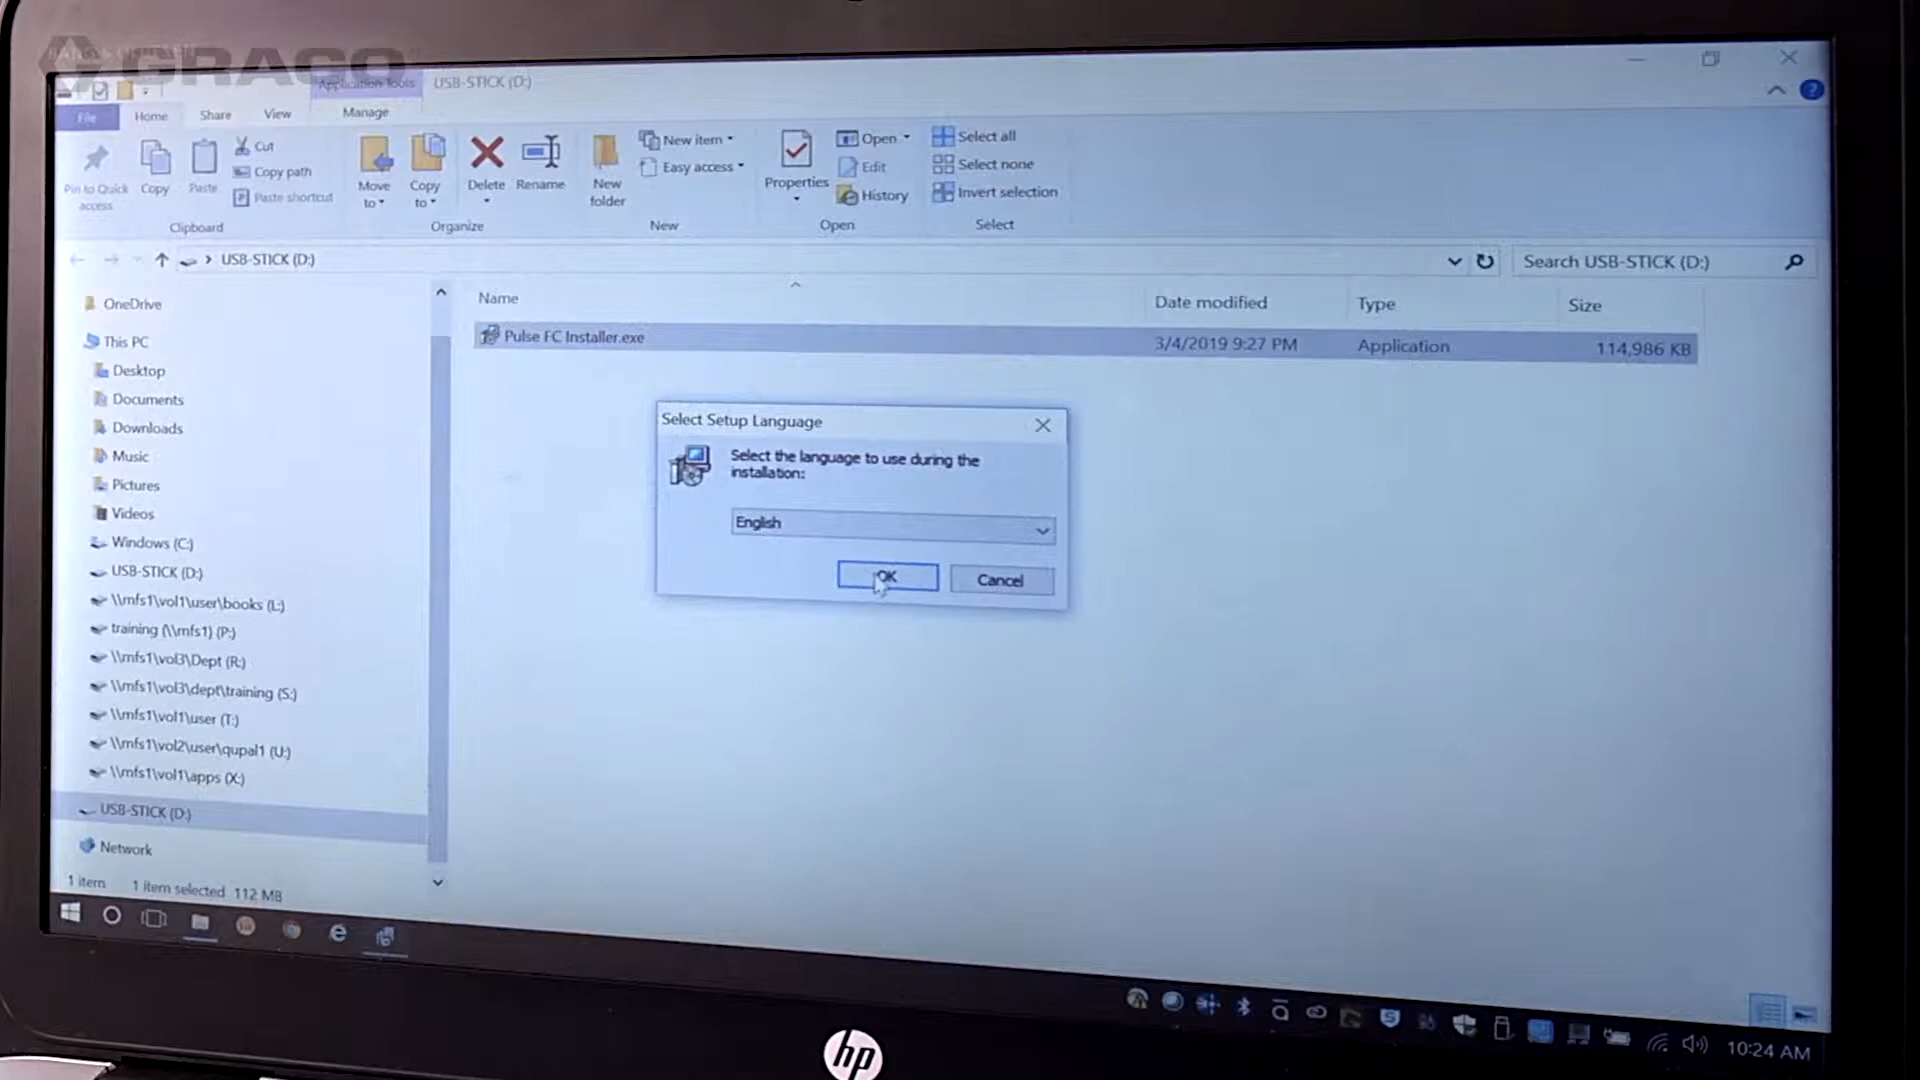 GRACO
Application Tools
USB-STICK (D:)
File
Home
Share
View
Manage
Pin to Quick
access
Copy
Paste
Cut
Copy path
Paste shortcut
Clipboard
Move
to
Copy
to
Delete
Rename
Organize
New
folder
New item
Easy access
New
Properties
Open
Edit
History
Open
Select all
Select none
Invert selection
Select
USB-STICK (D:)
Search USB-STICK (D:)
Name
Date modified
Type
Size
Pulse FC Installer.exe
3/4/2019 9:27 PM
Application
114,986 KB
OneDrive
This PC
Desktop
Documents
Downloads
Music
Pictures
Videos
Windows (C:)
USB-STICK (D:)
\\mfs1\vol1\user\books (L:)
training (\\mfs1) (P:)
\\mfs1\vol3\Dept (R:)
\\mfs1\vol3\dept\training (S:)
\\mfs1\vol1\user (T:)
\\mfs1\vol2\user\qupal1 (U:)
\\mfs1\vol1\apps (X:)
USB-STICK (D:)
Network
Select Setup Language
Select the language to use during the
installation:
English
OK
Cancel
1 item
1 item selected 112 MB
10:24 AM
hp